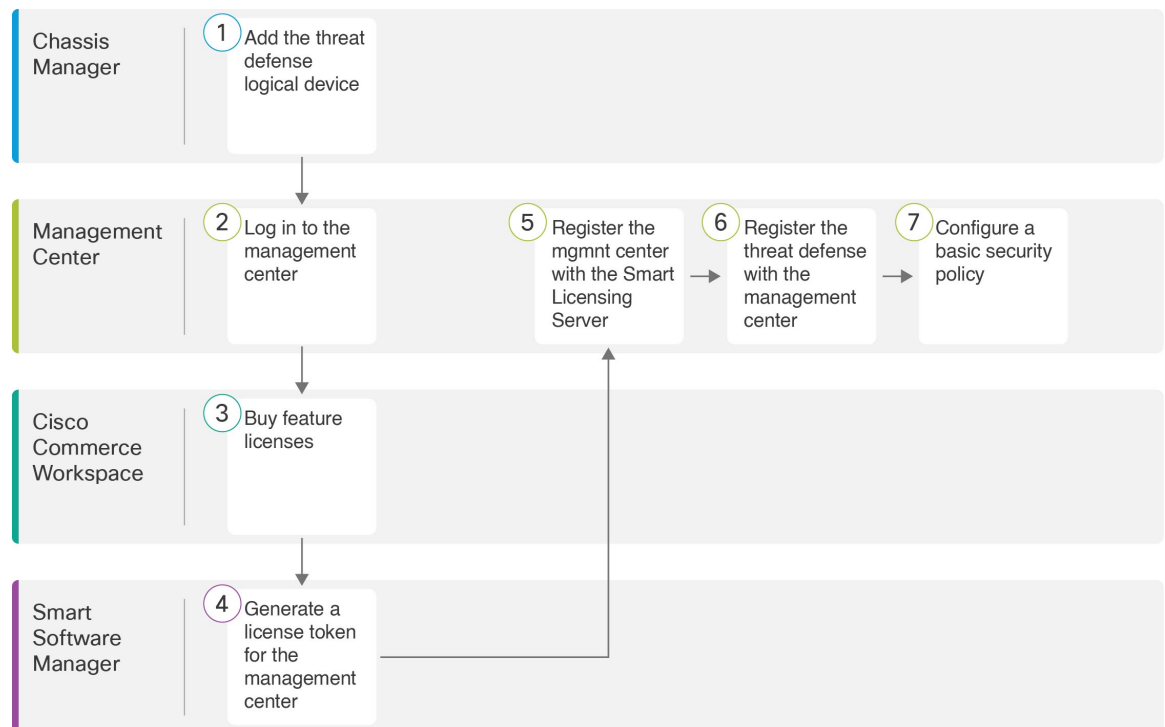 Chassis
Manager
1
Add the threat
defense
logical device
Management
Center
2
Log in to the
management
center
5
Register the
mgmnt center
with the Smart
Licensing
Server
6
Register the
threat defense
with the
management
center
7
Configure a
basic security
policy
Cisco
Commerce
Workspace
3
Buy feature
licenses
Smart
Software
Manager
4
Generate a
license token
for the
management
center